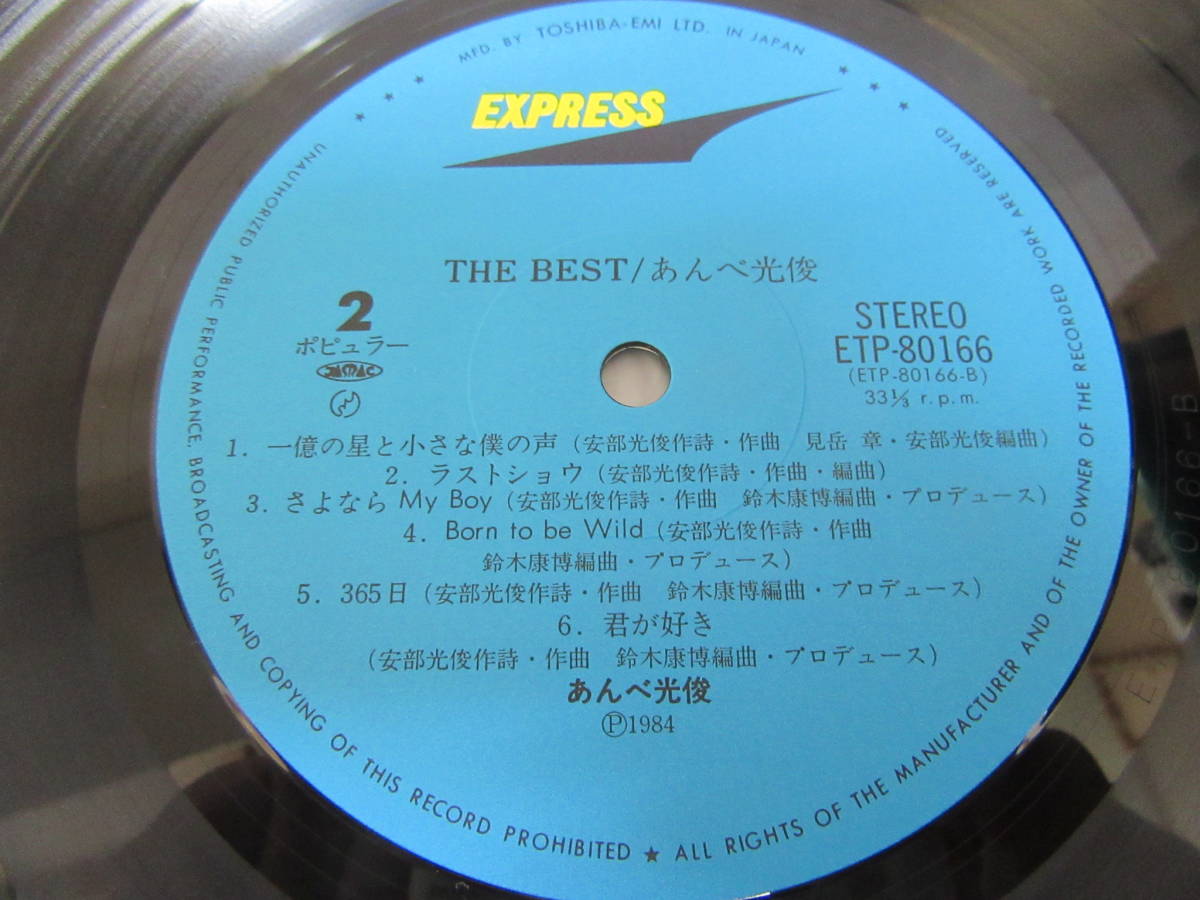 MFD. BY TOSHIBA-EMI LTD. IN JAPAN
EXPRESS
THE BEST/あんべ光俊
2
ポピュラー
STEREO
ETP-80166
(ETP-80166-B)
33⅓ r.p.m.
1. 一億の星と小さな僕の声 (安部光俊作詩・作曲 見岳 章・安部光俊編曲)
2. ラストショウ (安部光俊作詩・作曲・編曲)
3. さよなら My Boy (安部光俊作詩・作曲 鈴木康博編曲・プロデュース)
4. Born to be Wild (安部光俊作詩・作曲
鈴木康博編曲・プロデュース)
5. 365日 (安部光俊作詩・作曲 鈴木康博編曲・プロデュース)
6. 君が好き
(安部光俊作詩・作曲 鈴木康博編曲・プロデュース)
あんべ光俊
Ⓟ1984
UNAUTHORIZED PUBLIC PERFORMANCE, BROADCASTING AND COPYING OF THIS RECORD PROHIBITED ★ ALL RIGHTS OF THE MANUFACTURER AND OF THE OWNER OF THE RECORDED WORK ARE RESERVED